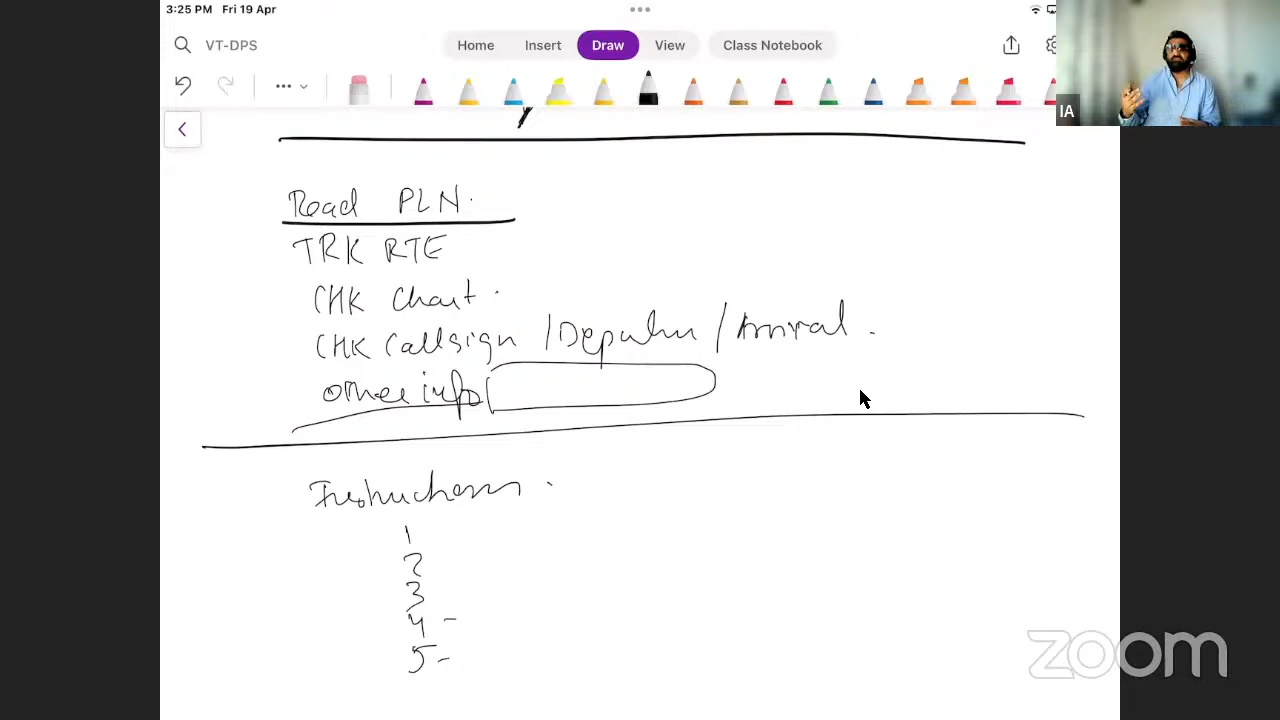 3:25 PM Fri 19 Apr
VT-DPS
Home Insert Draw View Class Notebook
IA
Read PLN.
TRK RTE
CHK Chart.
CHK Callsign / Departure / Arrival.
other info
Instructions.
1
2
3
4 -
5 -
zoom